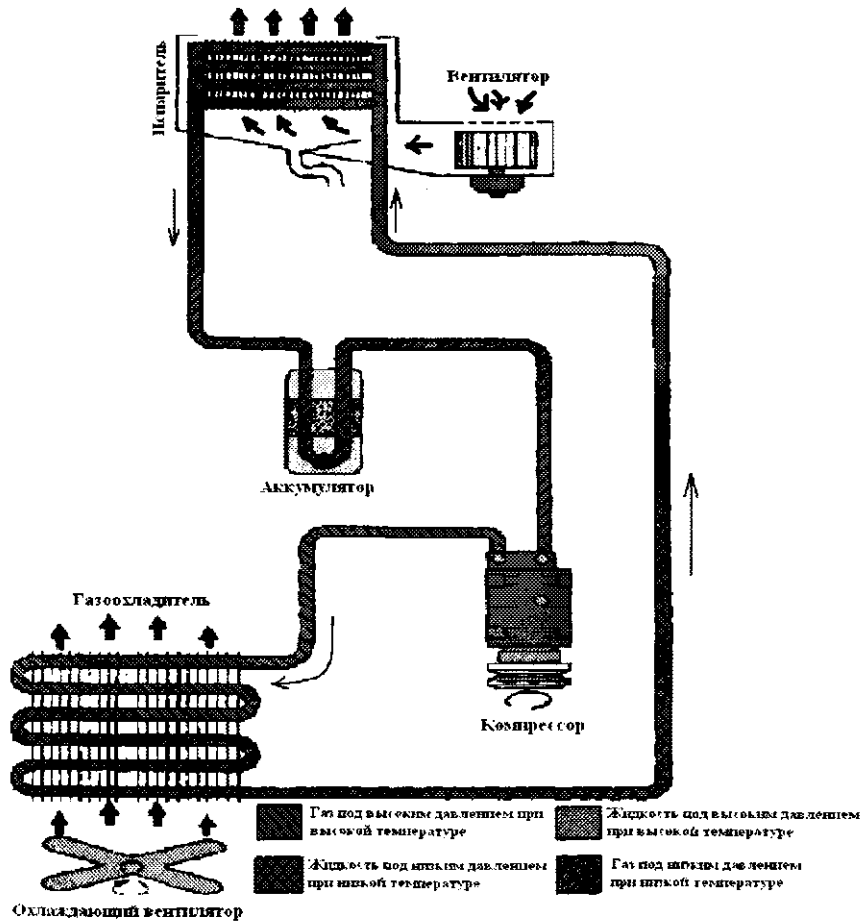 Испаритель
Вентилятор
Аккумулятор
Газоохладитель
Компрессор
Газ под высоким давлением при
высокой температуре
Жидкость под высоким давлением
при высокой температуре
Жидкость под низким давлением
при низкой температуре
Газ под низким давлением
при низкой температуре
Охлаждающий вентилятор